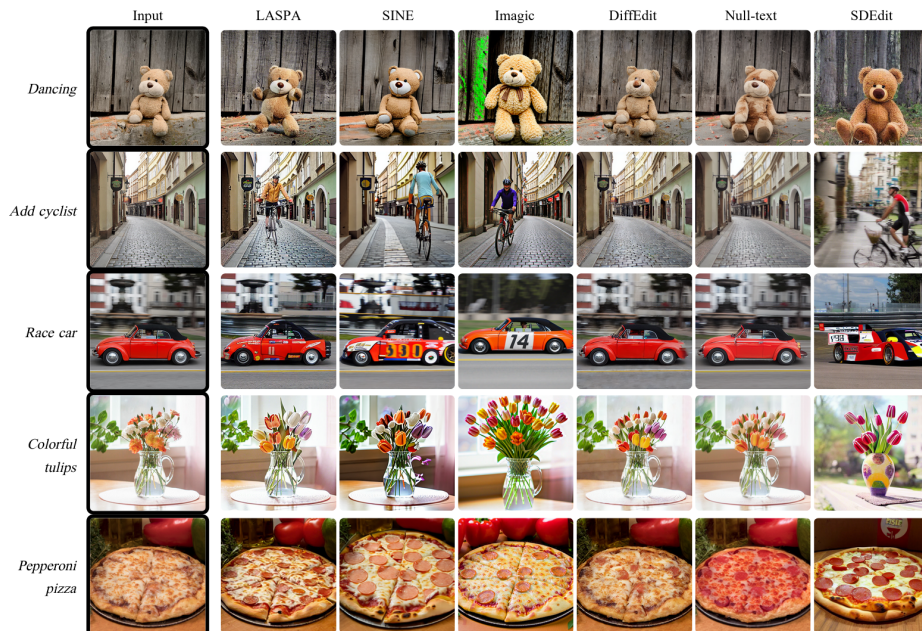 Input LASPA SINE Imagic DiffEdit Null-text SDEdit
Dancing
Add cyclist
Race car
14
Colorful
tulips
Pepperoni
pizza